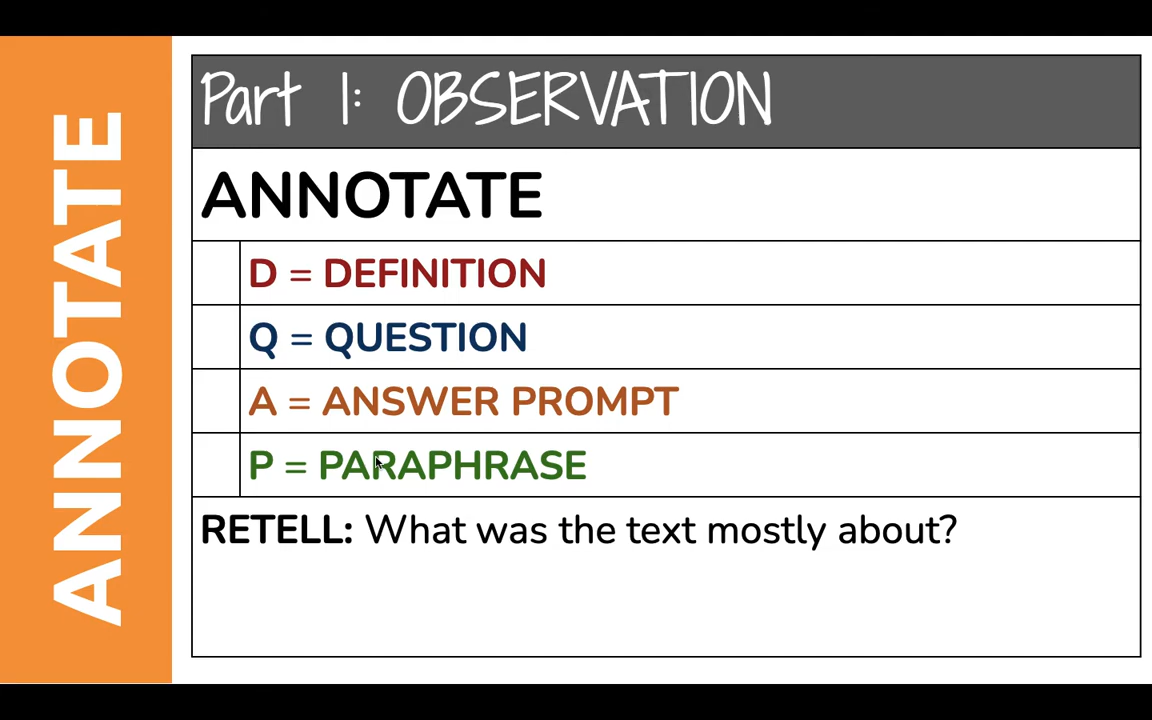 ANNOTATE
Part 1: OBSERVATION
ANNOTATE
D = DEFINITION
Q = QUESTION
A = ANSWER PROMPT
P = PARAPHRASE
RETELL: What was the text mostly about?